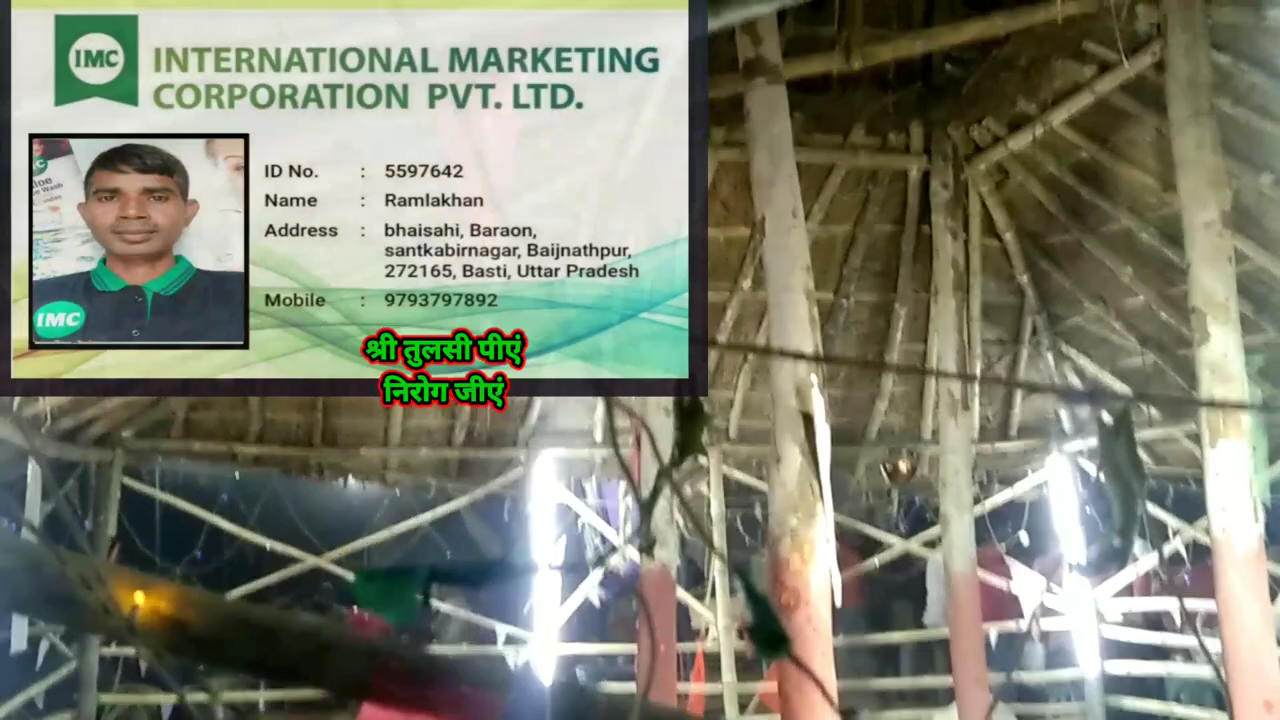 IMC
INTERNATIONAL MARKETING
CORPORATION PVT. LTD.
ID No. : 5597642
Name : Ramlakhan
Address : bhaisahi, Baraon,
santkabirnagar, Baijnathpur,
272165, Basti, Uttar Pradesh
Mobile : 9793797892
IMC
श्री तुलसी पीएं
निरोग जीएं